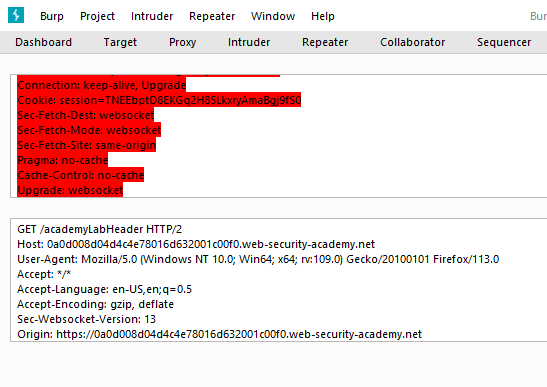 Burp Project Intruder Repeater Window Help Bu
Dashboard Target Proxy Intruder Repeater Collaborator Sequencer
Connection: keep-alive, Upgrade
Cookie: session=TNEEbptD8EKGq2H85LkxryAmaBqj9fS0
Sec-Fetch-Dest: websocket
Sec-Fetch-Mode: websocket
Sec-Fetch-Site: same-origin
Pragma: no-cache
Cache-Control: no-cache
Upgrade: websocket
GET /academyLabHeader HTTP/2
Host: 0a0d008d04d4c4e78016d632001c00f0.web-security-academy.net
User-Agent: Mozilla/5.0 (Windows NT 10.0; Win64; x64; rv:109.0) Gecko/20100101 Firefox/113.0
Accept: */*
Accept-Language: en-US,en;q=0.5
Accept-Encoding: gzip, deflate
Sec-Websocket-Version: 13
Origin: https://0a0d008d04d4c4e78016d632001c00f0.web-security-academy.net